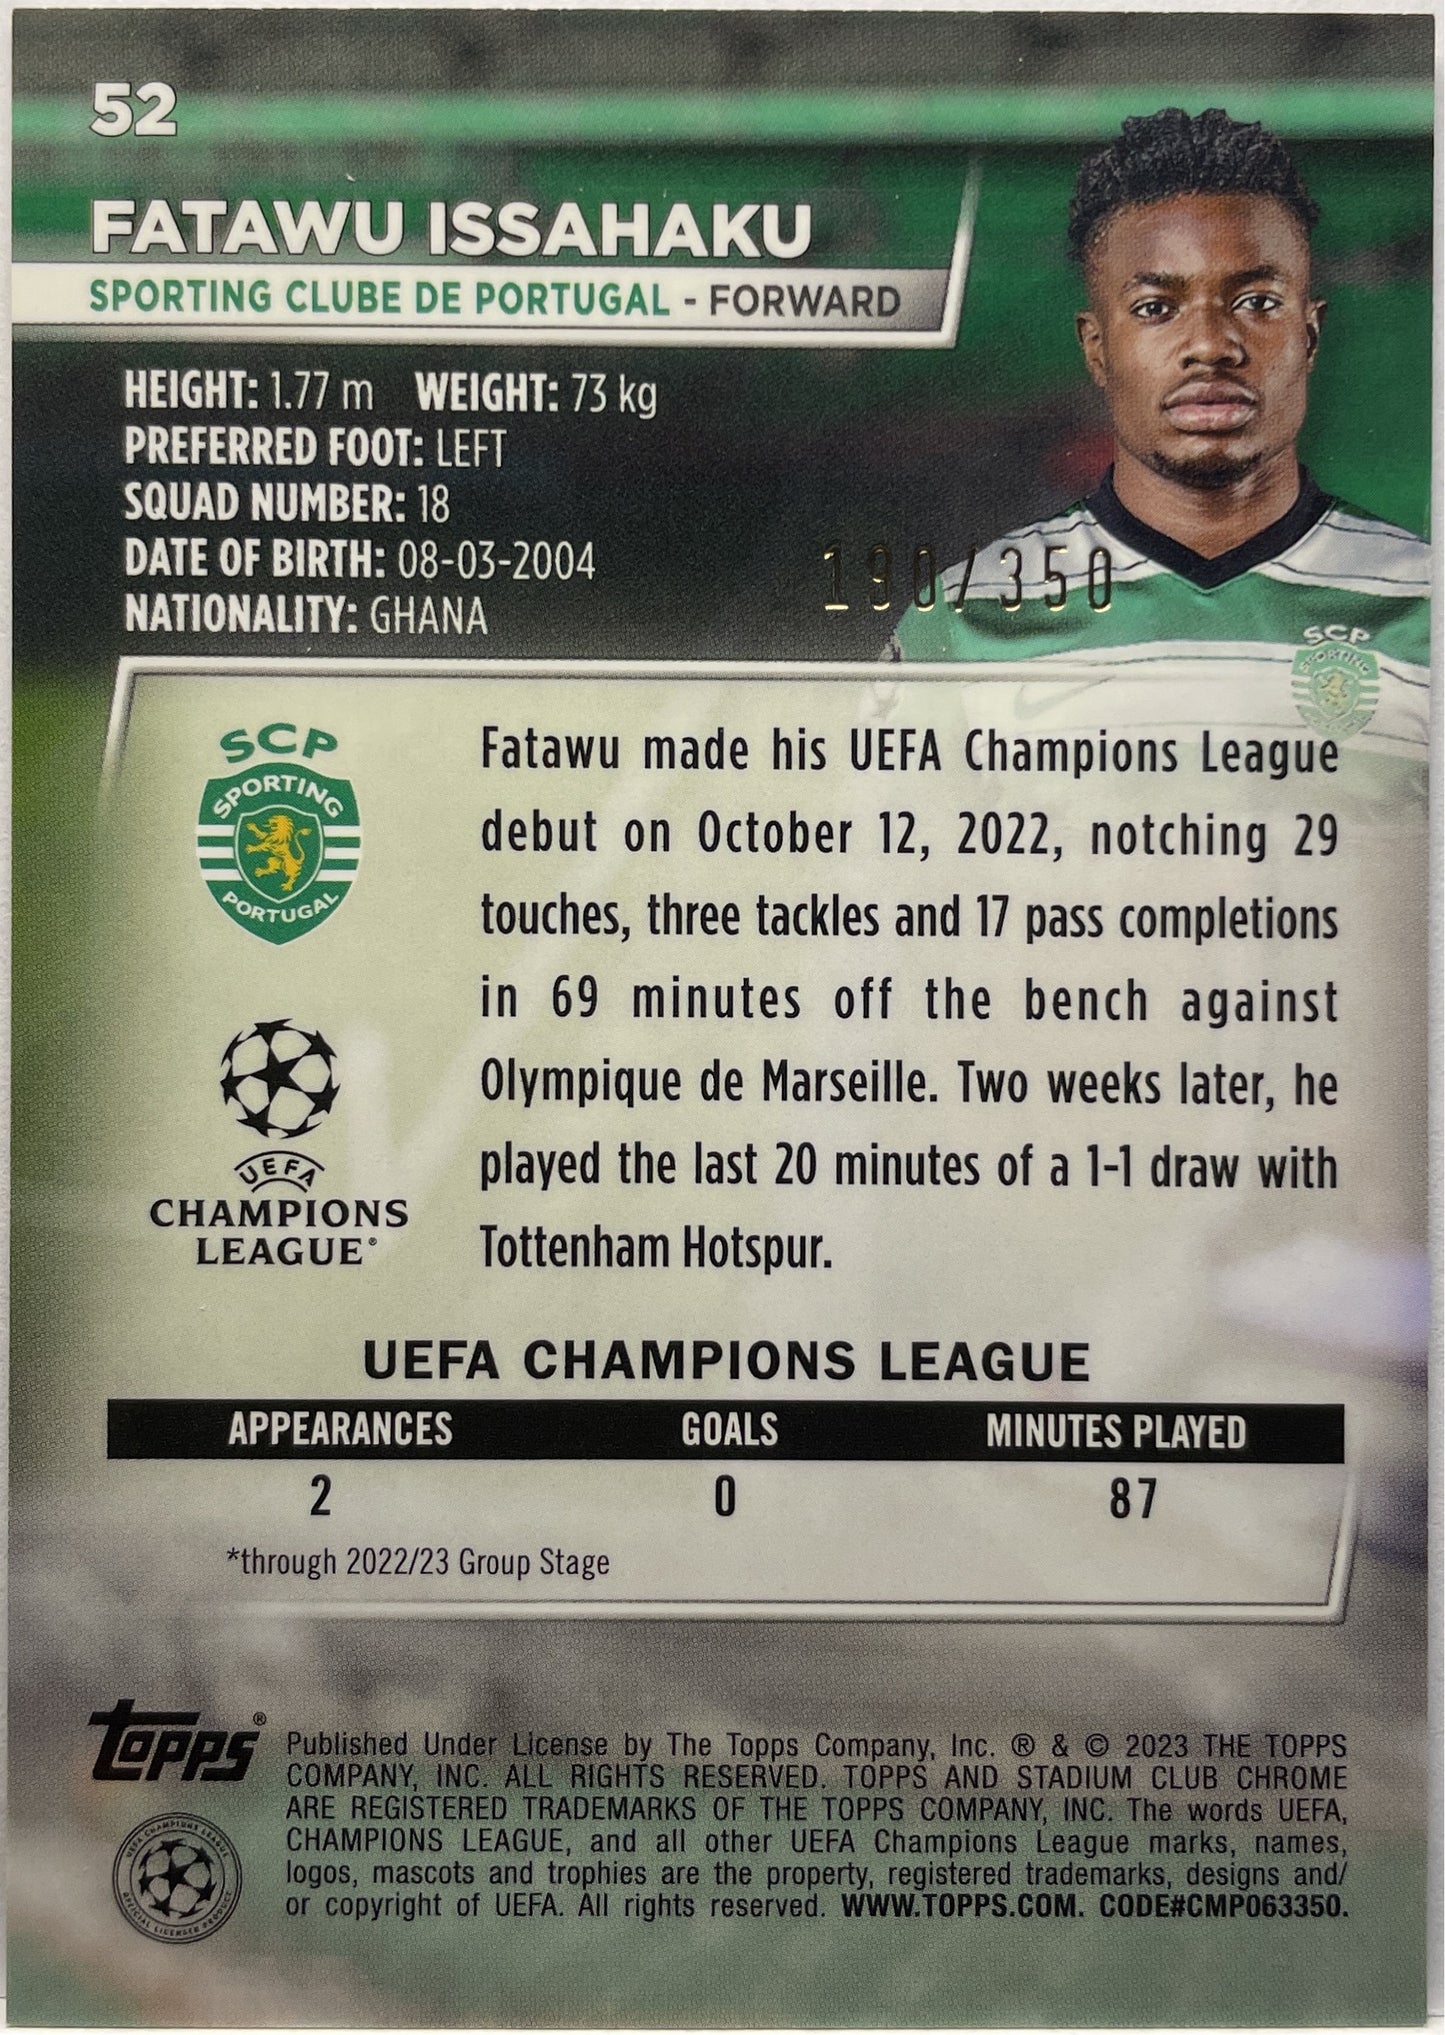 52
FATAWU ISSAHAKU
SPORTING CLUBE DE PORTUGAL - FORWARD
HEIGHT: 1.77 m WEIGHT: 73 kg
PREFERRED FOOT: LEFT
SQUAD NUMBER: 18
DATE OF BIRTH: 08-03-2004
NATIONALITY: GHANA
190/350
SCP
SPORTING
SCP
SPORTING
PORTUGAL
Fatawu made his UEFA Champions League
debut on October 12, 2022, notching 29
touches, three tackles and 17 pass completions
in 69 minutes off the bench against
Olympique de Marseille. Two weeks later, he
played the last 20 minutes of a 1-1 draw with
Tottenham Hotspur.
UEFA
CHAMPIONS
LEAGUE®
UEFA CHAMPIONS LEAGUE
APPEARANCES GOALS MINUTES PLAYED
2 0 87
*through 2022/23 Group Stage
Topps®
Published Under License by The Topps Company, Inc. ® & © 2023 THE TOPPS
COMPANY, INC. ALL RIGHTS RESERVED. TOPPS AND STADIUM CLUB CHROME
ARE REGISTERED TRADEMARKS OF THE TOPPS COMPANY, INC. The words UEFA,
CHAMPIONS LEAGUE, and all other UEFA Champions League marks, names,
logos, mascots and trophies are the property, registered trademarks, designs and/
or copyright of UEFA. All rights reserved. WWW.TOPPS.COM. CODE#CMP063350.
UEFA CHAMPIONS LEAGUE
OFFICIAL LICENSED PRODUCT